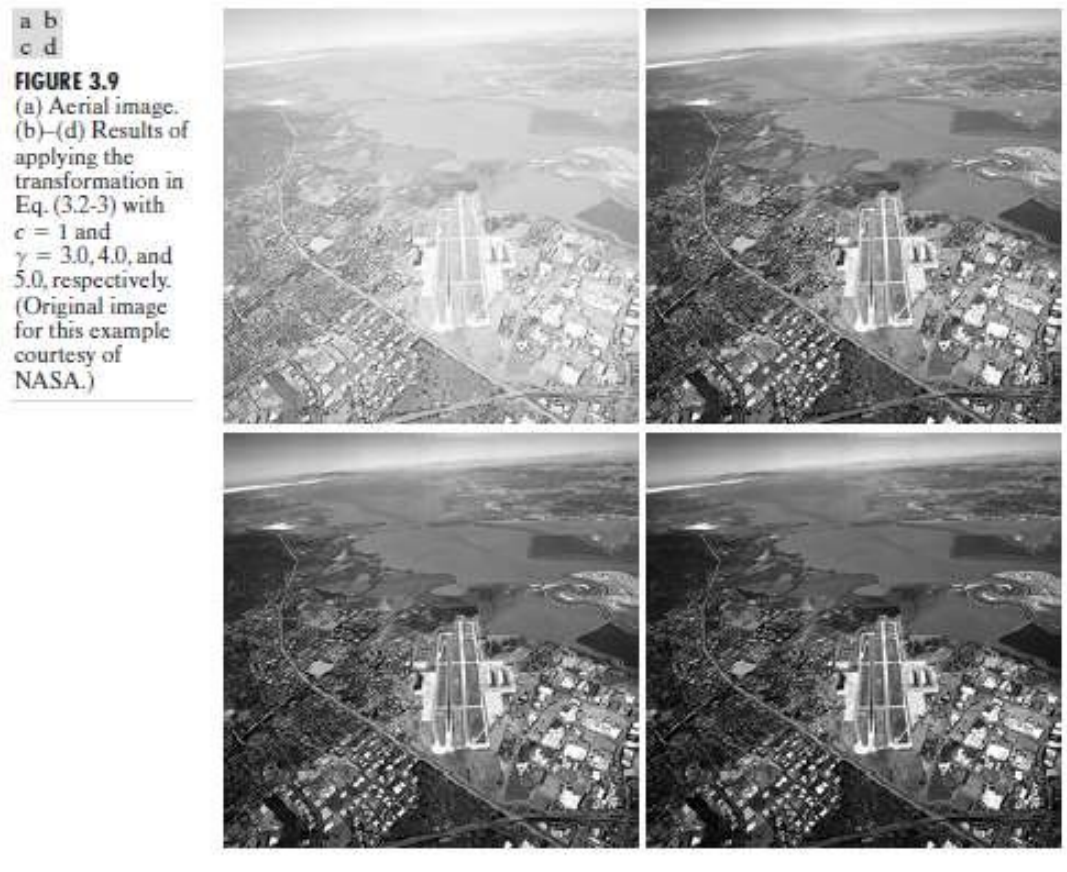 a b
c d
FIGURE 3.9
(a) Aerial image.
(b)–(d) Results of
applying the
transformation in
Eq. (3.2-3) with
c = 1 and
γ = 3.0, 4.0, and
5.0, respectively.
(Original image
for this example
courtesy of
NASA.)